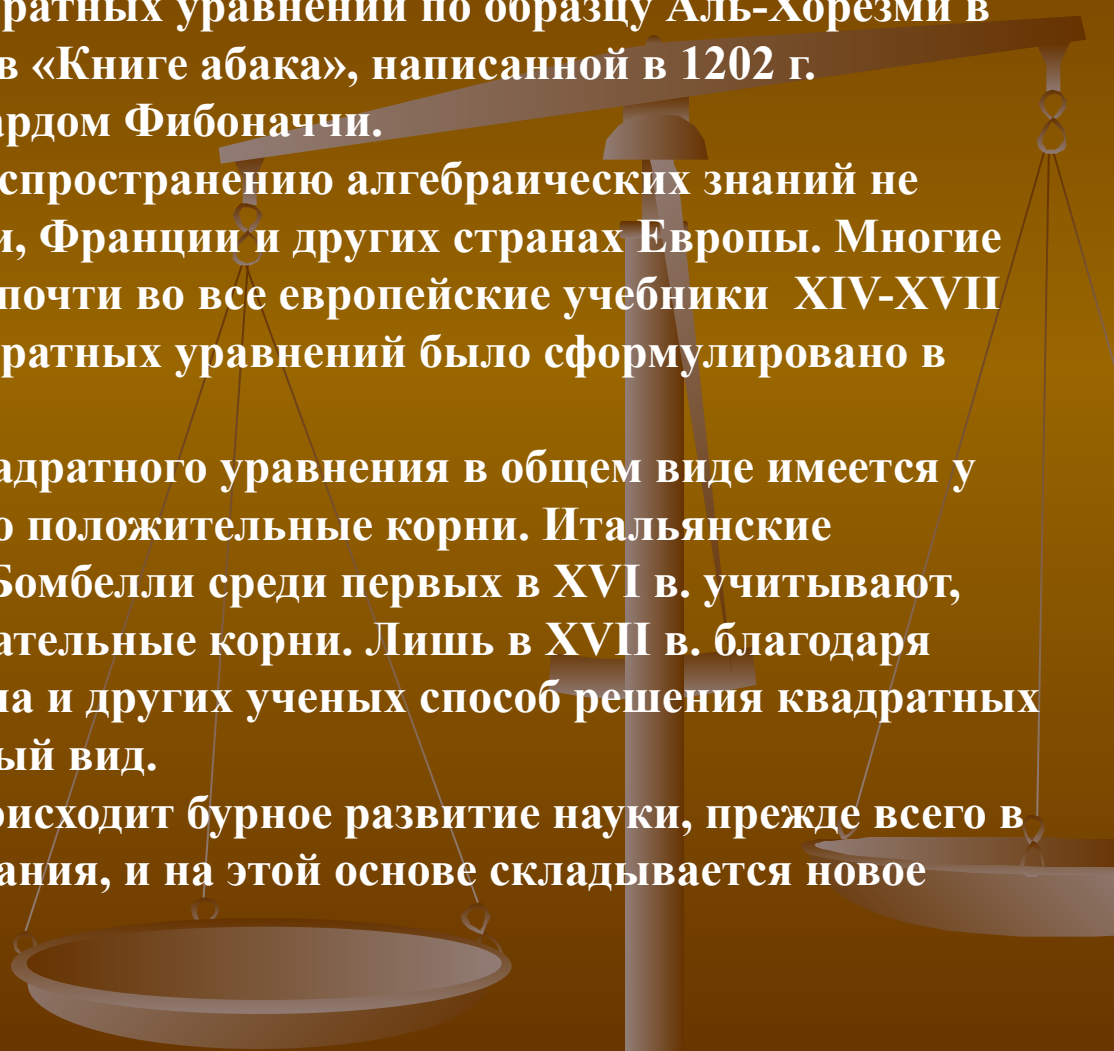 ратных уравнений по образцу Аль-Хорезми в
в «Книге абака», написанной в 1202 г.
ардом Фибоначчи.
спространению алгебраических знаний не
и, Франции и других странах Европы. Многие
почти во все европейские учебники XIV-XVII
ратных уравнений было сформулировано в
адратного уравнения в общем виде имеется у
о положительные корни. Итальянские
Бомбелли среди первых в XVI в. учитывают,
ательные корни. Лишь в XVII в. благодаря
на и других ученых способ решения квадратных
ый вид.
оисходит бурное развитие науки, прежде всего в
ания, и на этой основе складывается новое